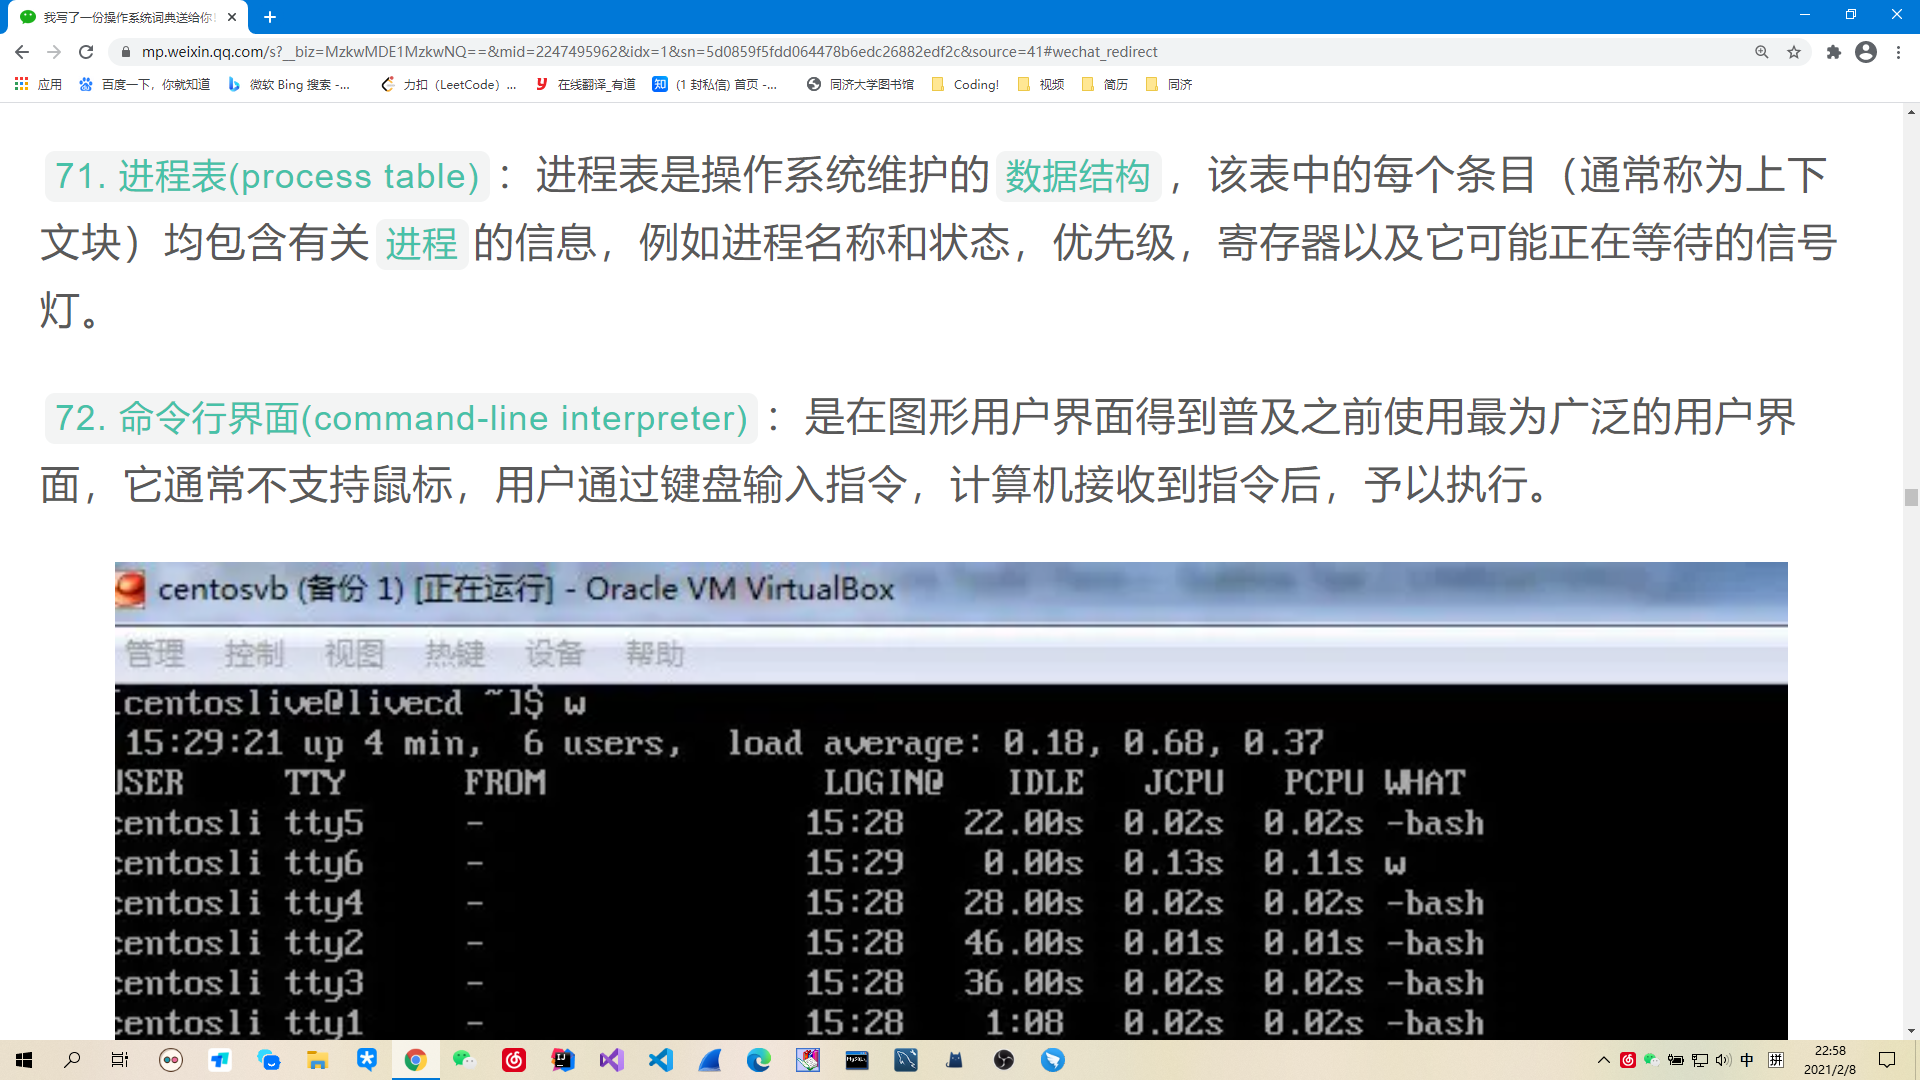 我写了一份操作系统词典送给你
mp.weixin.qq.com/s?__biz=MzkwMDE1MzkwNQ==&mid=2247495962&idx=1&sn=5d0859f5fdd064478b6edc26882edf2c&source=41#wechat_redirect
应用 百度一下，你就知道 微软 Bing 搜索 -... 力扣（LeetCode）... 在线翻译_有道 (1 封私信) 首页 -... 同济大学图书馆 Coding! 视频 简历 同济
71. 进程表(process table)：进程表是操作系统维护的 数据结构，该表中的每个条目（通常称为上下
文块）均包含有关 进程 的信息，例如进程名称和状态，优先级，寄存器以及它可能正在等待的信号
灯。
72. 命令行界面(command-line interpreter)：是在图形用户界面得到普及之前使用最为广泛的用户界
面，它通常不支持鼠标，用户通过键盘输入指令，计算机接收到指令后，予以执行。
centosvb (备份 1) [正在运行] - Oracle VM VirtualBox
管理 控制 视图 热键 设备 帮助
[centoslive@livecd ~]$ w
15:29:21 up 4 min, 6 users, load average: 0.18, 0.68, 0.37
USER TTY FROM LOGIN@ IDLE JCPU PCPU WHAT
centosli tty5 - 15:28 22.00s 0.02s 0.02s -bash
centosli tty6 - 15:29 0.00s 0.13s 0.11s w
centosli tty4 - 15:28 28.00s 0.02s 0.02s -bash
centosli tty2 - 15:28 46.00s 0.01s 0.01s -bash
centosli tty3 - 15:28 36.00s 0.02s 0.02s -bash
centosli tty1 - 15:28 1:08 0.02s 0.02s -bash
中 拼 22:58
2021/2/8